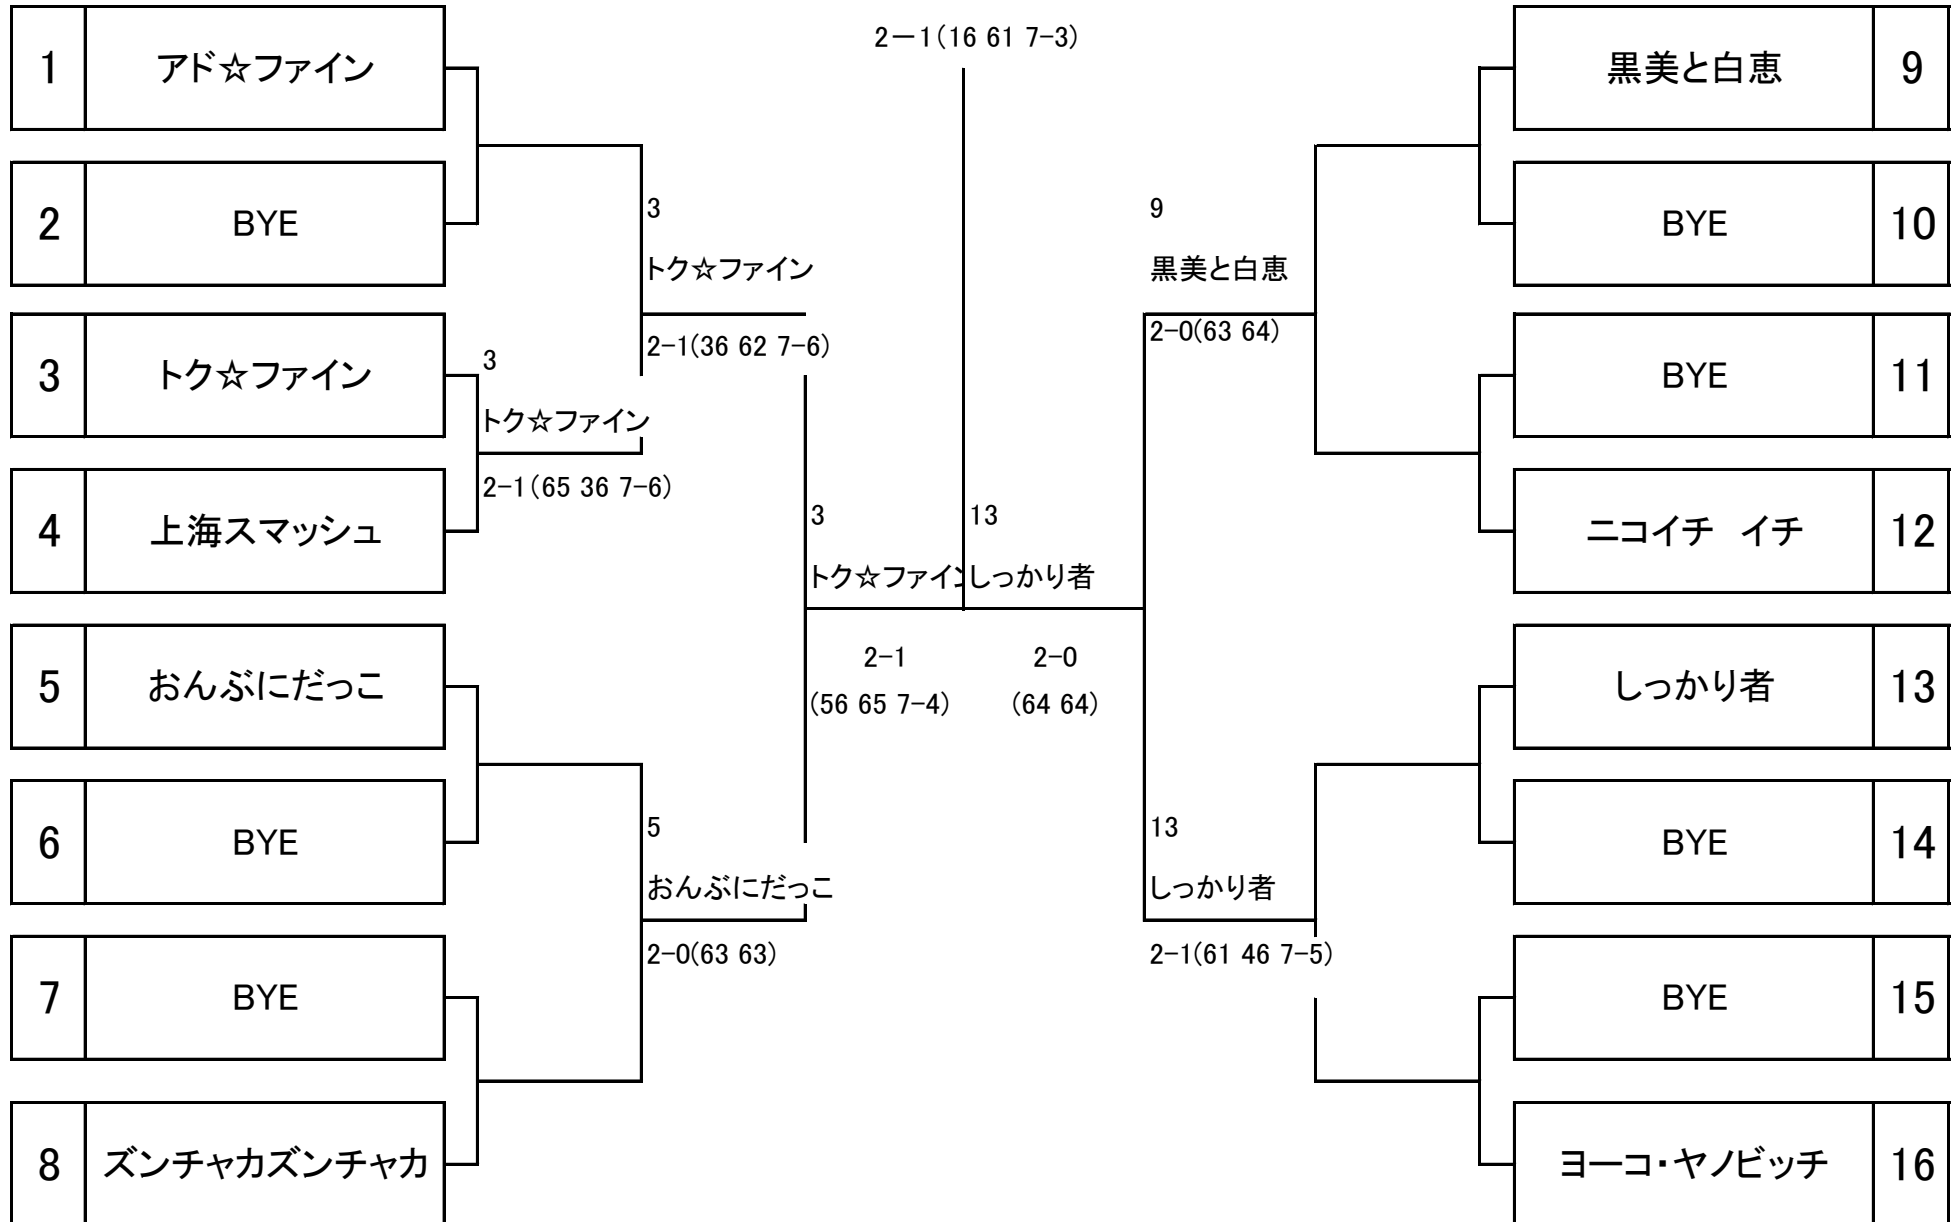 2－1(16 61 7-3)
1 アド☆ファイン
2 BYE
3 トク☆ファイン
4 上海スマッシュ
5 おんぶにだっこ
6 BYE
7 BYE
8 ズンチャカズンチャカ
3
トク☆ファイン
2-1(65 36 7-6)
3
トク☆ファイン
2-1(36 62 7-6)
5
おんぶにだっこ
2-0(63 63)
3
トク☆ファイン
2-1
(56 65 7-4)
13
しっかり者
2-0
(64 64)
9
黒美と白恵
2-0(63 64)
13
しっかり者
2-1(61 46 7-5)
黒美と白恵 9
BYE 10
BYE 11
ニコイチ　イチ 12
しっかり者 13
BYE 14
BYE 15
ヨーコ・ヤノビッチ 16